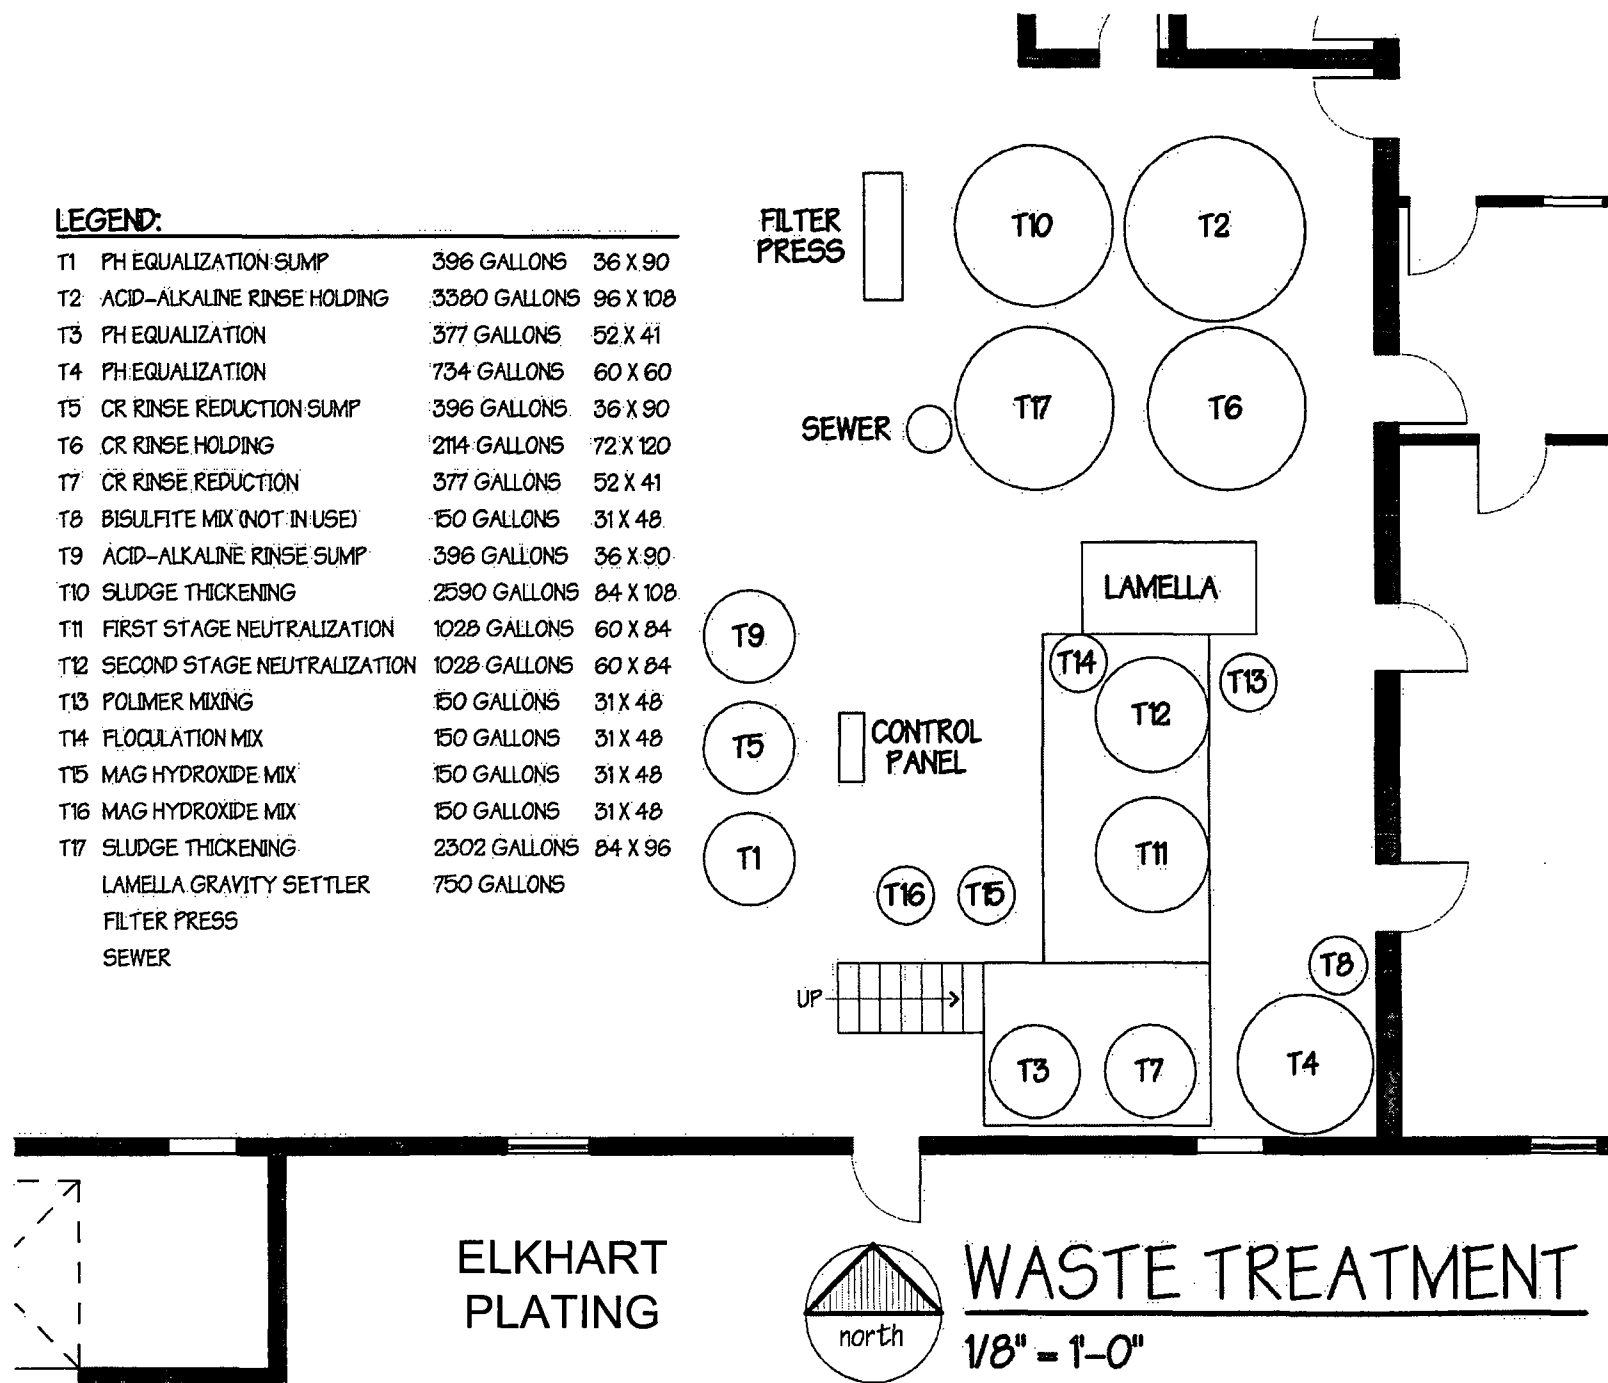 LEGEND:
T1 PH EQUALIZATION SUMP 396 GALLONS 36 X 90
T2 ACID-ALKALINE RINSE HOLDING 3380 GALLONS 96 X 108
T3 PH EQUALIZATION 377 GALLONS 52 X 41
T4 PH EQUALIZATION 734 GALLONS 60 X 60
T5 CR RINSE REDUCTION SUMP 396 GALLONS 36 X 90
T6 CR RINSE HOLDING 2114 GALLONS 72 X 120
T7 CR RINSE REDUCTION 377 GALLONS 52 X 41
T8 BISULFITE MIX (NOT IN USE) 150 GALLONS 31 X 48
T9 ACID-ALKALINE RINSE SUMP 396 GALLONS 36 X 90
T10 SLUDGE THICKENING 2590 GALLONS 84 X 108
T11 FIRST STAGE NEUTRALIZATION 1028 GALLONS 60 X 84
T12 SECOND STAGE NEUTRALIZATION 1028 GALLONS 60 X 84
T13 POLIMER MIXING 150 GALLONS 31 X 48
T14 FLOCULATION MIX 150 GALLONS 31 X 48
T15 MAG HYDROXIDE MIX 150 GALLONS 31 X 48
T16 MAG HYDROXIDE MIX 150 GALLONS 31 X 48
T17 SLUDGE THICKENING 2302 GALLONS 84 X 96
LAMELLA GRAVITY SETTLER 750 GALLONS
FILTER PRESS
SEWER
FILTER
PRESS
T10
T2
SEWER
T17
T6
LAMELLA
T9
T14
T13
T12
T5
CONTROL
PANEL
T1
T11
T16
T15
T8
UP
T3
T7
T4
ELKHART
PLATING
north
WASTE TREATMENT
1/8" = 1'-0"